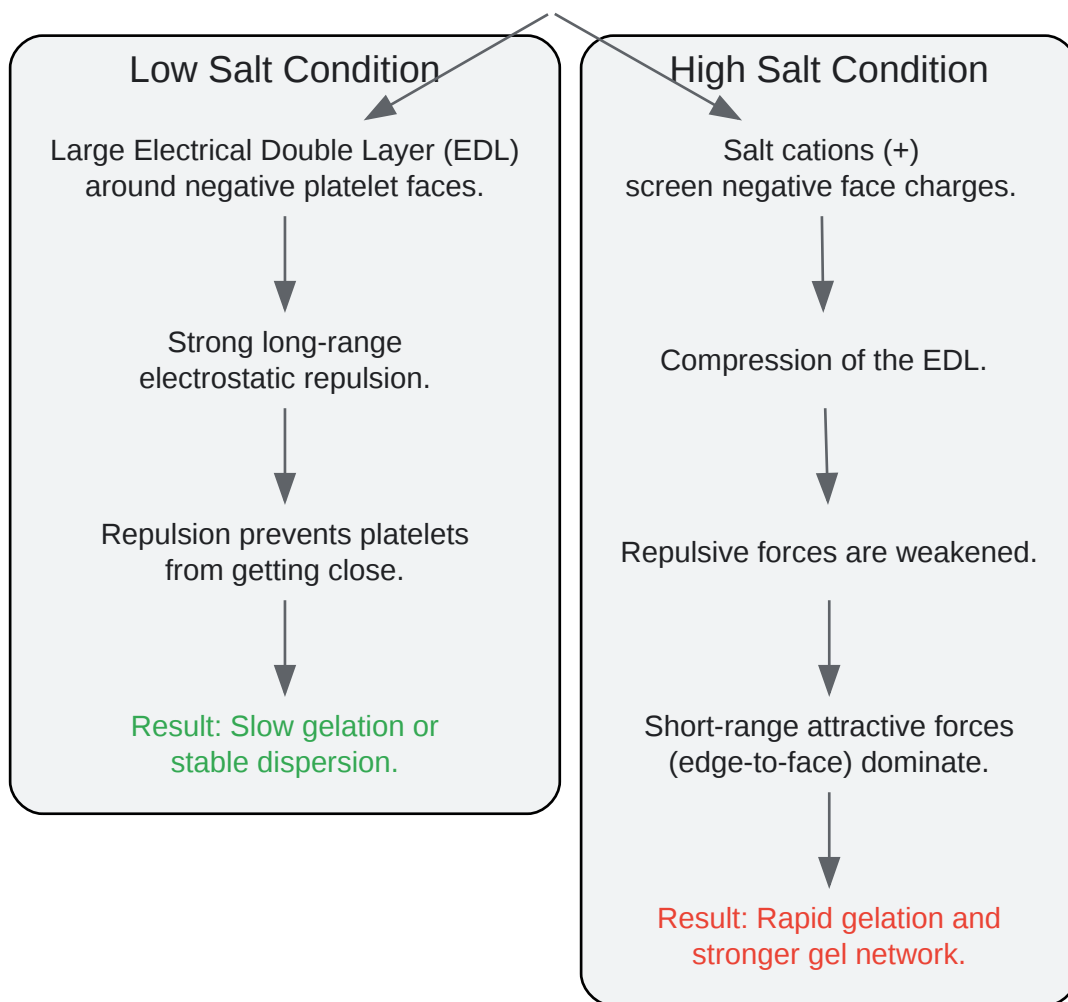 Low Salt Condition
Large Electrical Double Layer (EDL)
around negative platelet faces.
Strong long-range
electrostatic repulsion.
Repulsion prevents platelets
from getting close.
Result: Slow gelation or
stable dispersion.
High Salt Condition
Salt cations (+)
screen negative face charges.
Compression of the EDL.
Repulsive forces are weakened.
Short-range attractive forces
(edge-to-face) dominate.
Result: Rapid gelation and
stronger gel network.